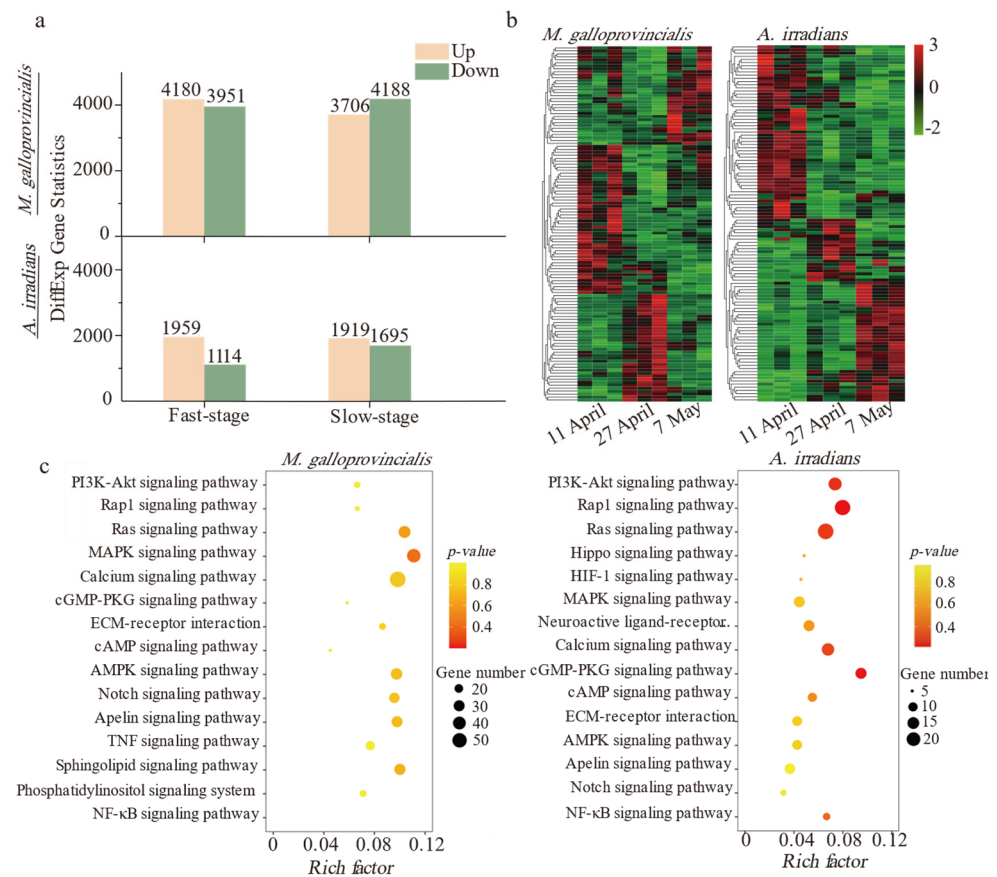 a
Up
Down
M. galloprovincialis
A. irradians
DiffExp Gene Statistics
4180
3951
3706
4188
4000
2000
0
1959
1114
1919
1695
4000
2000
0
Fast-stage
Slow-stage
b
M. galloprovincialis
A. irradians
3
0
-2
11 April
27 April
7 May
11 April
27 April
7 May
c
M. galloprovincialis
PI3K-Akt signaling pathway
Rap1 signaling pathway
Ras signaling pathway
MAPK signaling pathway
Calcium signaling pathway
cGMP-PKG signaling pathway
ECM-receptor interaction
cAMP signaling pathway
AMPK signaling pathway
Notch signaling pathway
Apelin signaling pathway
TNF signaling pathway
Sphingolipid signaling pathway
Phosphatidylinositol signaling system
NF-κB signaling pathway
0 0.04 0.08 0.12
Rich factor
p-value
0.8
0.6
0.4
Gene number
20
30
40
50
A. irradians
PI3K-Akt signaling pathway
Rap1 signaling pathway
Ras signaling pathway
Hippo signaling pathway
HIF-1 signaling pathway
MAPK signaling pathway
Neuroactive ligand-receptor.
Calcium signaling pathway
cGMP-PKG signaling pathway
cAMP signaling pathway
ECM-receptor interaction
AMPK signaling pathway
Apelin signaling pathway
Notch signaling pathway
NF-κB signaling pathway
0 0.04 0.08 0.12
Rich factor
p-value
0.8
0.6
0.4
Gene number
5
10
15
20